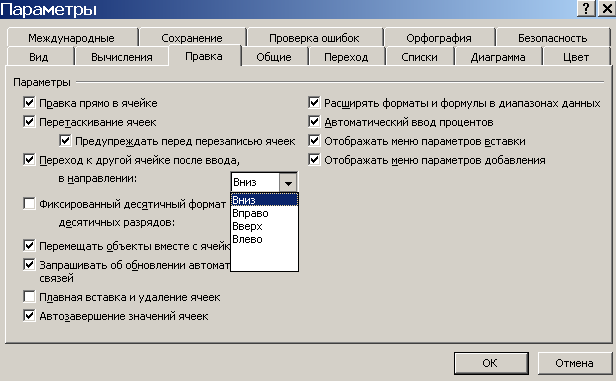 Параметры
Международные Сохранение Проверка ошибок Орфография Безопасность
Вид Вычисления Правка Общие Переход Списки Диаграмма Цвет
Параметры
Правка прямо в ячейке
Перетаскивание ячеек
Предупреждать перед перезаписью ячеек
Переход к другой ячейке после ввода,
в направлении: Вниз
Вниз
Вправо
Вверх
Влево
Фиксированный десятичный формат
десятичных разрядов:
Перемещать объекты вместе с ячейк
Запрашивать об обновлении автомат
связей
Плавная вставка и удаление ячеек
Автозавершение значений ячеек
Расширять форматы и формулы в диапазонах данных
Автоматический ввод процентов
Отображать меню параметров вставки
Отображать меню параметров добавления
ОК Отмена